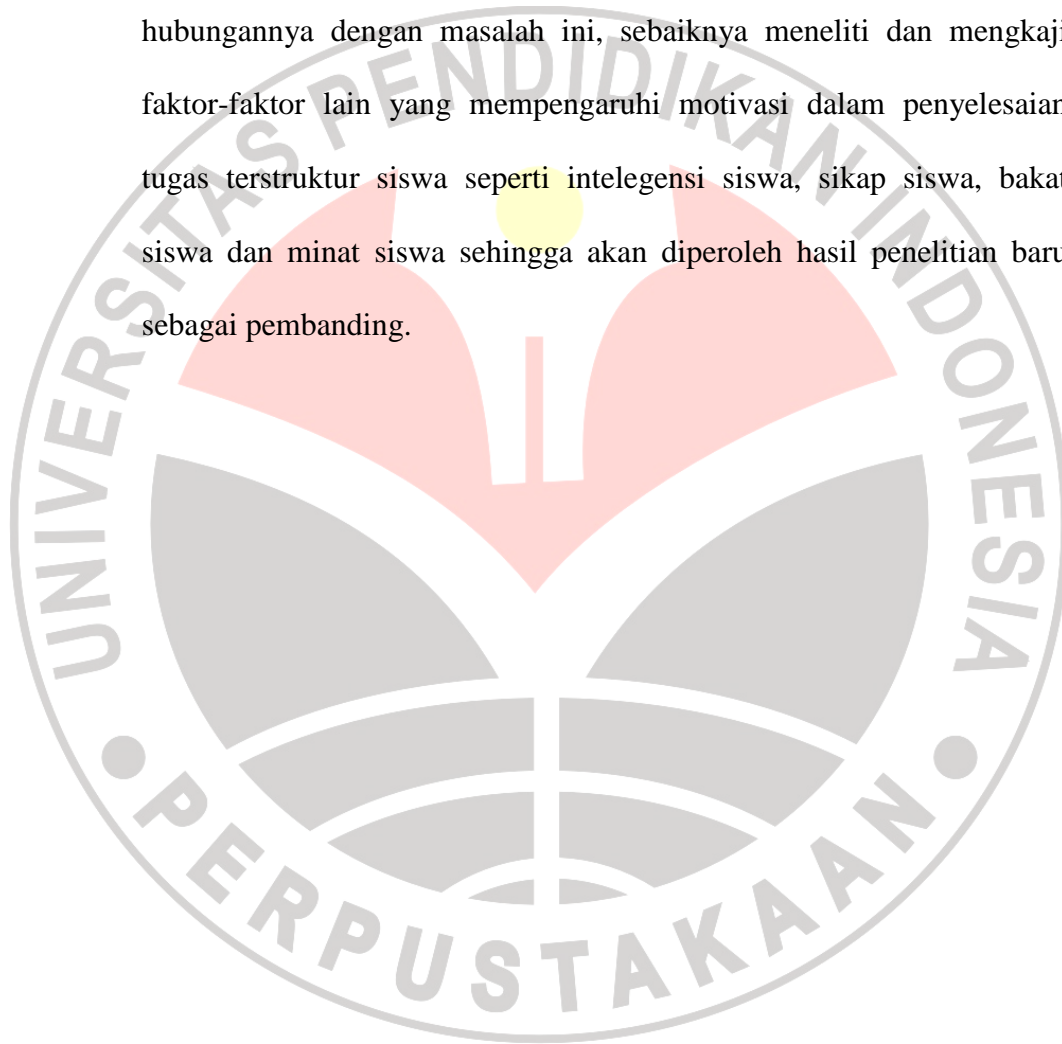 hubungannya dengan masalah ini, sebaiknya meneliti dan mengkaji
faktor-faktor lain yang mempengaruhi motivasi dalam penyelesaian
tugas terstruktur siswa seperti intelegensi siswa, sikap siswa, bakat
siswa dan minat siswa sehingga akan diperoleh hasil penelitian baru
sebagai pembanding.
UNIVERSITAS PENDIDIKAN INDONESIA
PERPUSTAKAAN